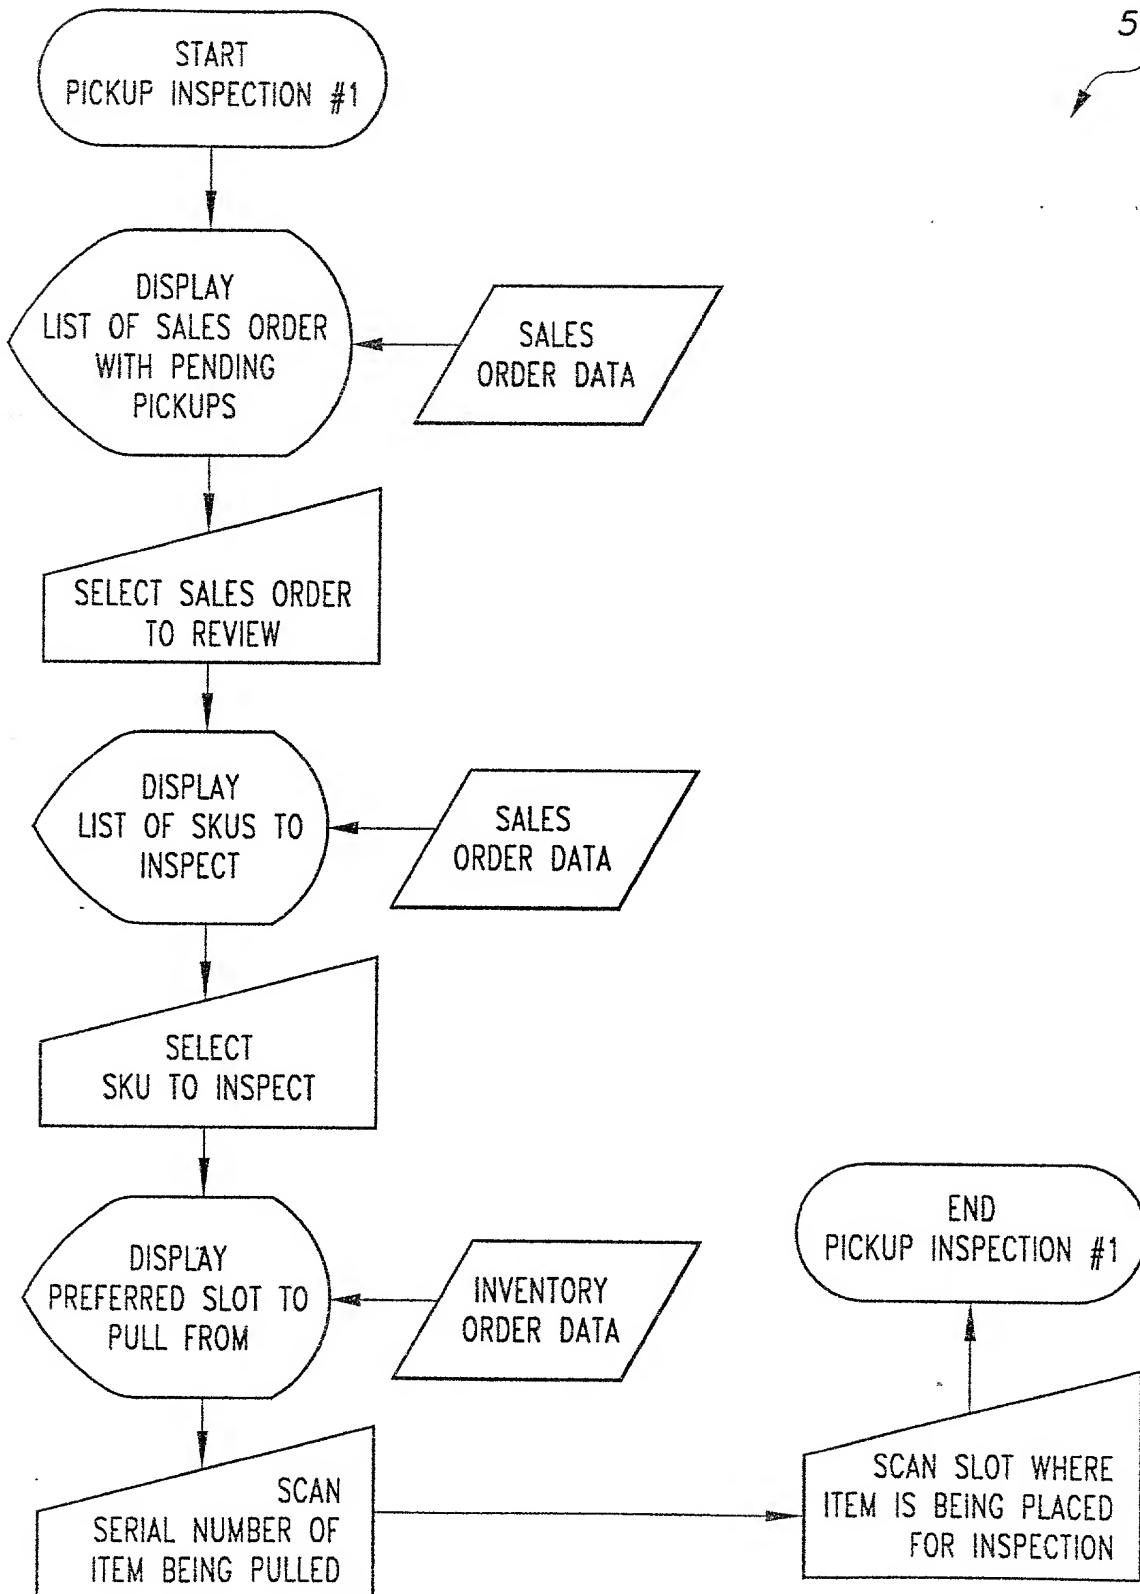 5
START
PICKUP INSPECTION #1
DISPLAY
LIST OF SALES ORDER
WITH PENDING
PICKUPS
SALES
ORDER DATA
SELECT SALES ORDER
TO REVIEW
DISPLAY
LIST OF SKUS TO
INSPECT
SALES
ORDER DATA
SELECT
SKU TO INSPECT
DISPLAY
PREFERRED SLOT TO
PULL FROM
INVENTORY
ORDER DATA
SCAN
SERIAL NUMBER OF
ITEM BEING PULLED
SCAN SLOT WHERE
ITEM IS BEING PLACED
FOR INSPECTION
END
PICKUP INSPECTION #1